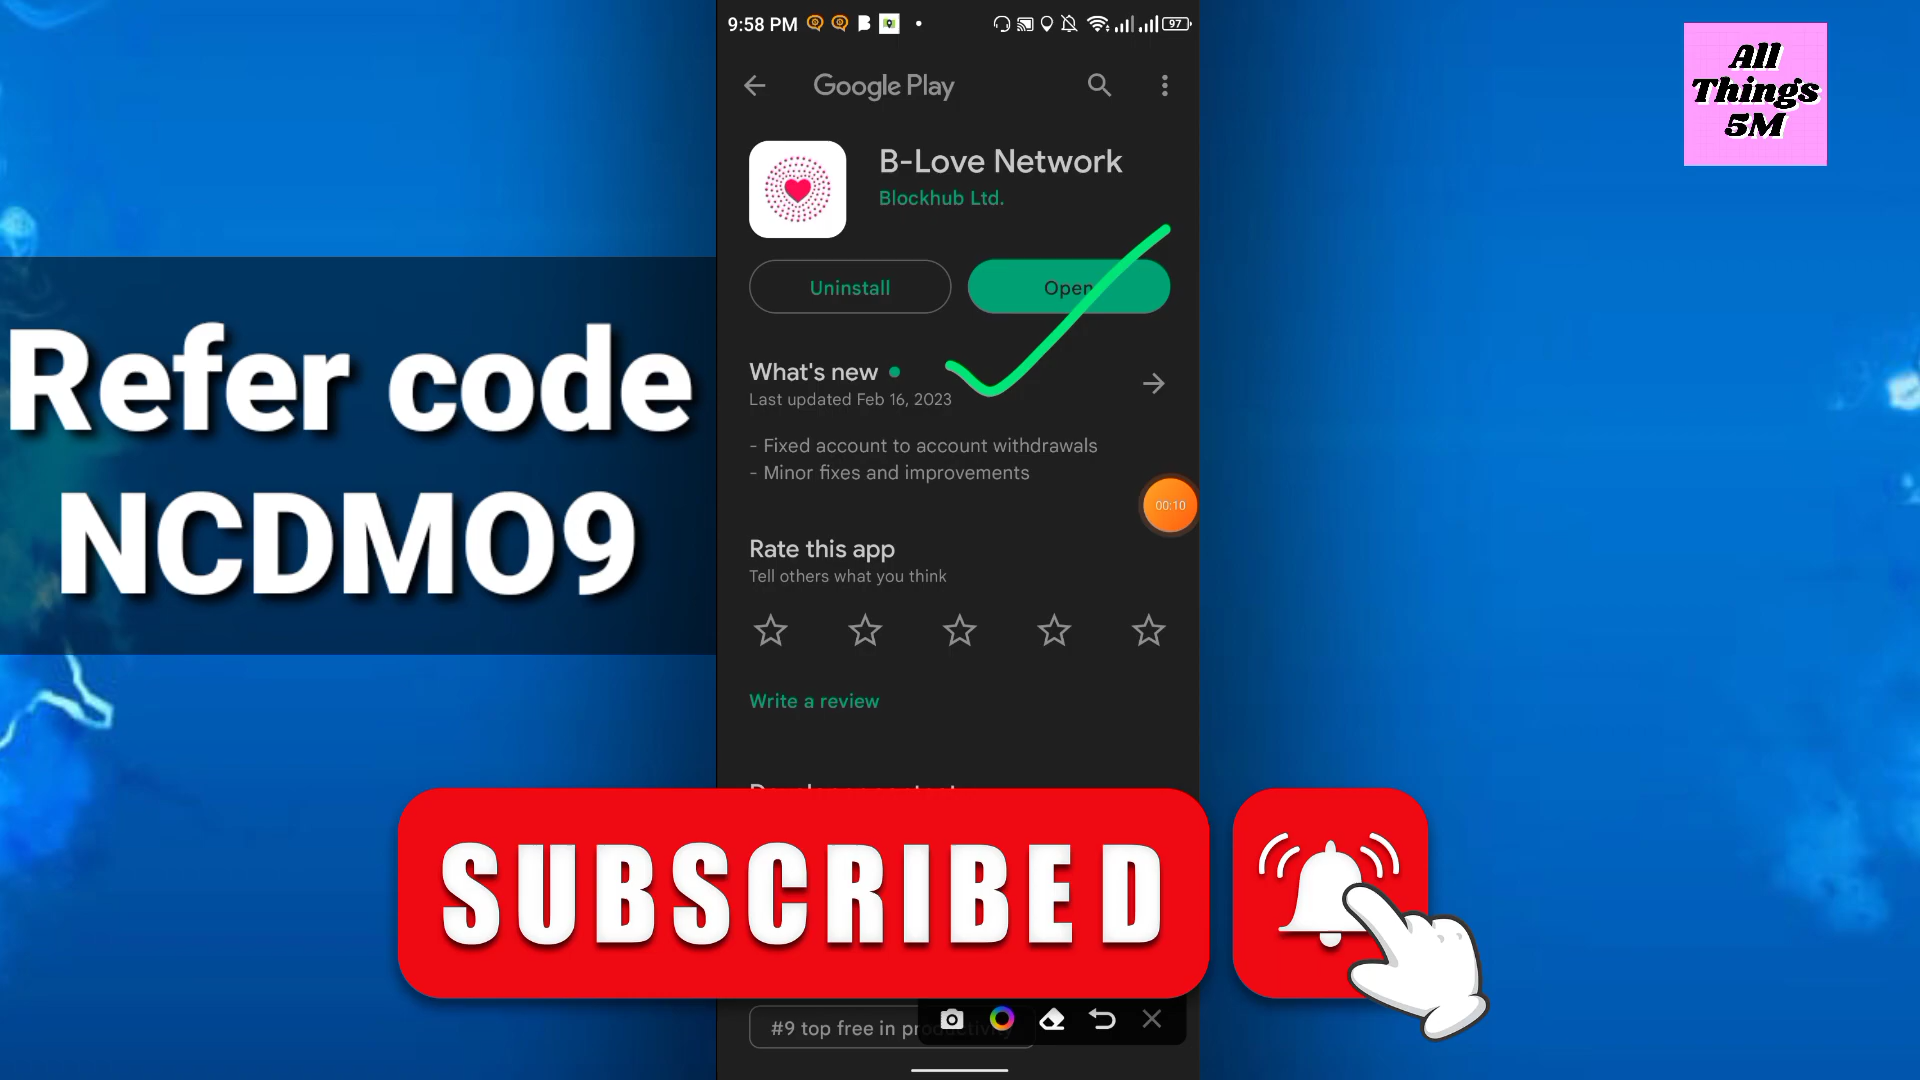 9:58 PM
97
Google Play
All
Things
5M
B-Love Network
Blockhub Ltd.
Uninstall
Open
What's new
Last updated Feb 16, 2023
- Fixed account to account withdrawals
- Minor fixes and improvements
00:10
Refer code
NCDMO9
Rate this app
Tell others what you think
Write a review
SUBSCRIBED
#9 top free in productivity